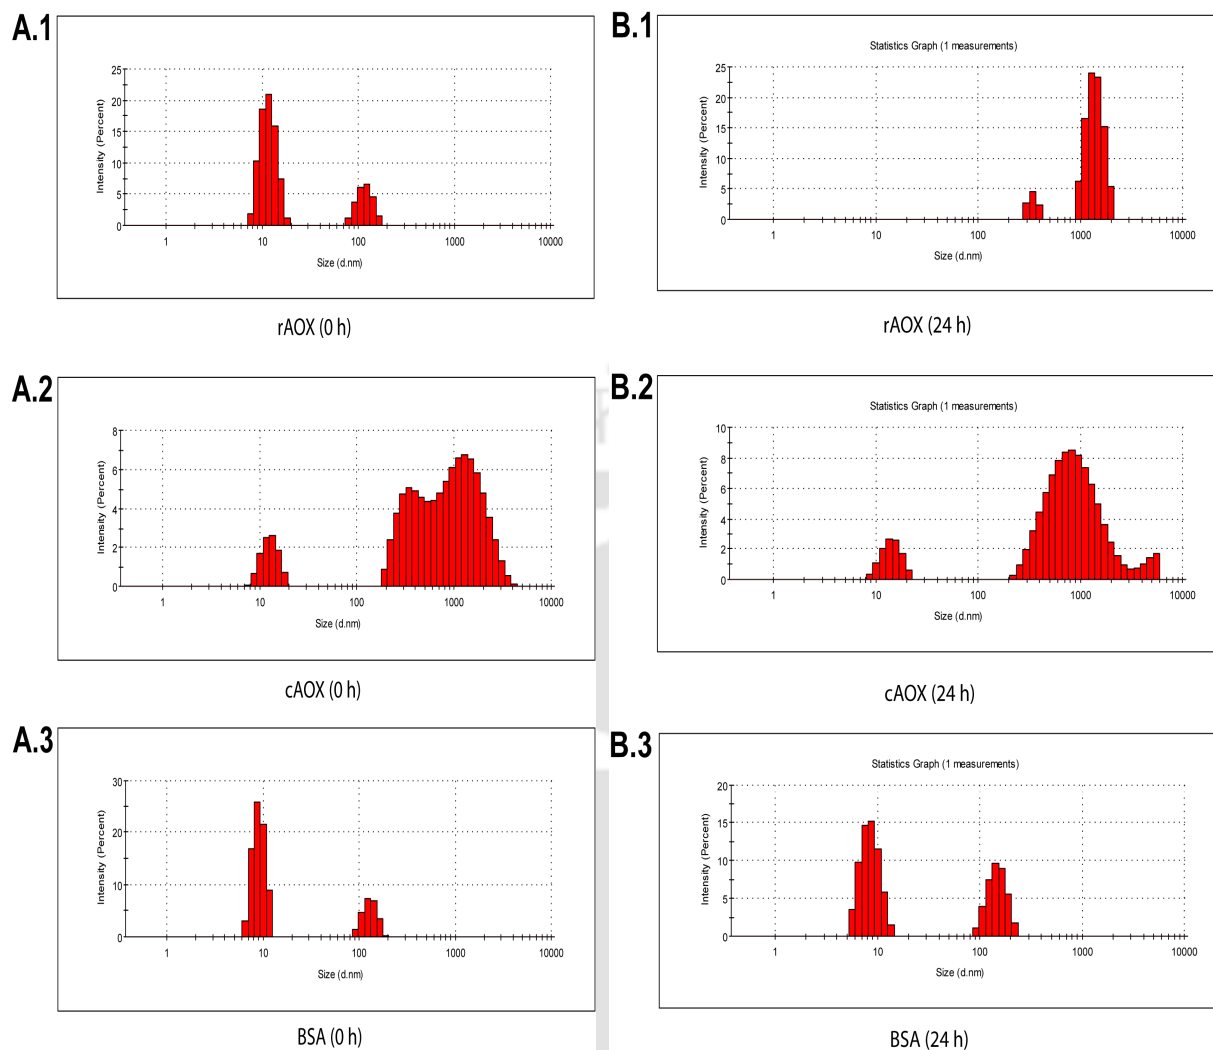 A.1
25
20
15
10
5
0
Intensity (Percent)
1 10 100 1000 10000
Size (d.nm)
rAOX (0 h)
B.1
Statistics Graph (1 measurements)
25
20
15
10
5
0
Intensity (Percent)
1 10 100 1000 10000
Size (d.nm)
rAOX (24 h)
A.2
8
6
4
2
0
Intensity (Percent)
1 10 100 1000 10000
Size (d.nm)
cAOX (0 h)
B.2
Statistics Graph (1 measurements)
10
8
6
4
2
0
Intensity (Percent)
1 10 100 1000 10000
Size (d.nm)
cAOX (24 h)
A.3
30
20
10
0
Intensity (Percent)
1 10 100 1000 10000
Size (d.nm)
BSA (0 h)
B.3
Statistics Graph (1 measurements)
20
15
10
5
0
Intensity (Percent)
1 10 100 1000 10000
Size (d.nm)
BSA (24 h)